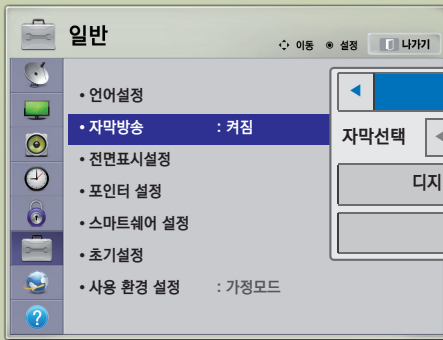 일반
이동 설정 나가기
• 언어설정
• 자막방송 : 켜짐
• 전면표시설정
• 포인터 설정
• 스마트쉐어 설정
• 초기설정
• 사용 환경 설정 : 가정모드
자막선택
디지
?